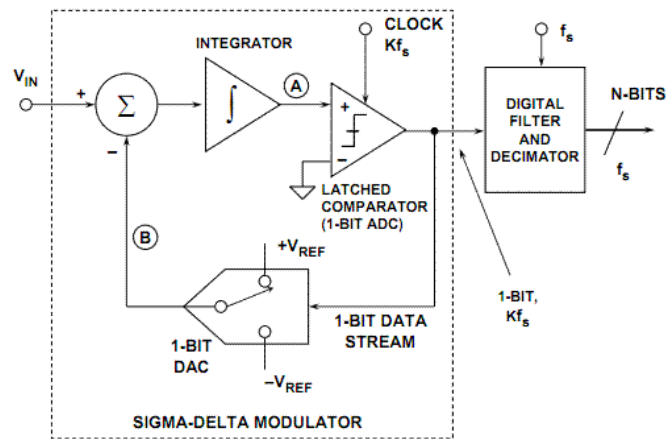 CLOCK
Kfs
fs
INTEGRATOR
VIN
+
Σ
−
∫
A
+
−
DIGITAL
FILTER
AND
DECIMATOR
N-BITS
fs
LATCHED
COMPARATOR
(1-BIT ADC)
B
+VREF
1-BIT DATA
STREAM
1-BIT
DAC
−VREF
1-BIT,
Kfs
SIGMA-DELTA MODULATOR